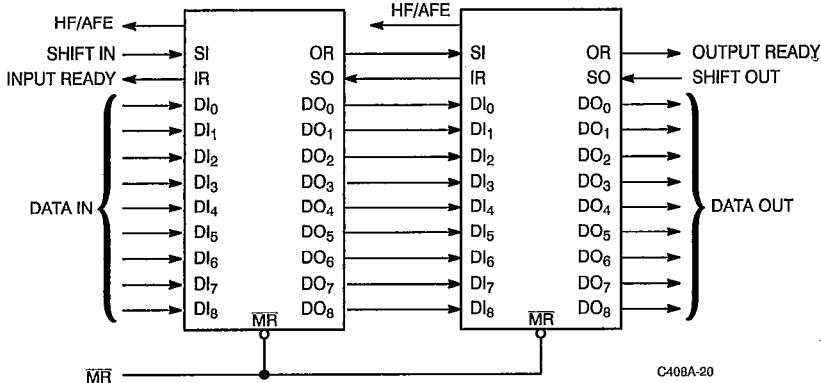 HF/AFE HF/AFE
SHIFT IN SI OR SI OR OUTPUT READY
INPUT READY IR SO IR SO SHIFT OUT
DI0 DO0 DI0 DO0
DI1 DO1 DI1 DO1
DI2 DO2 DI2 DO2
DI3 DO3 DI3 DO3
DATA IN DI4 DO4 DI4 DO4 DATA OUT
DI5 DO5 DI5 DO5
DI6 DO6 DI6 DO6
DI7 DO7 DI7 DO7
DI8 DO8 DI8 DO8
M̅R̅ M̅R̅
M̅R̅ C408A-20